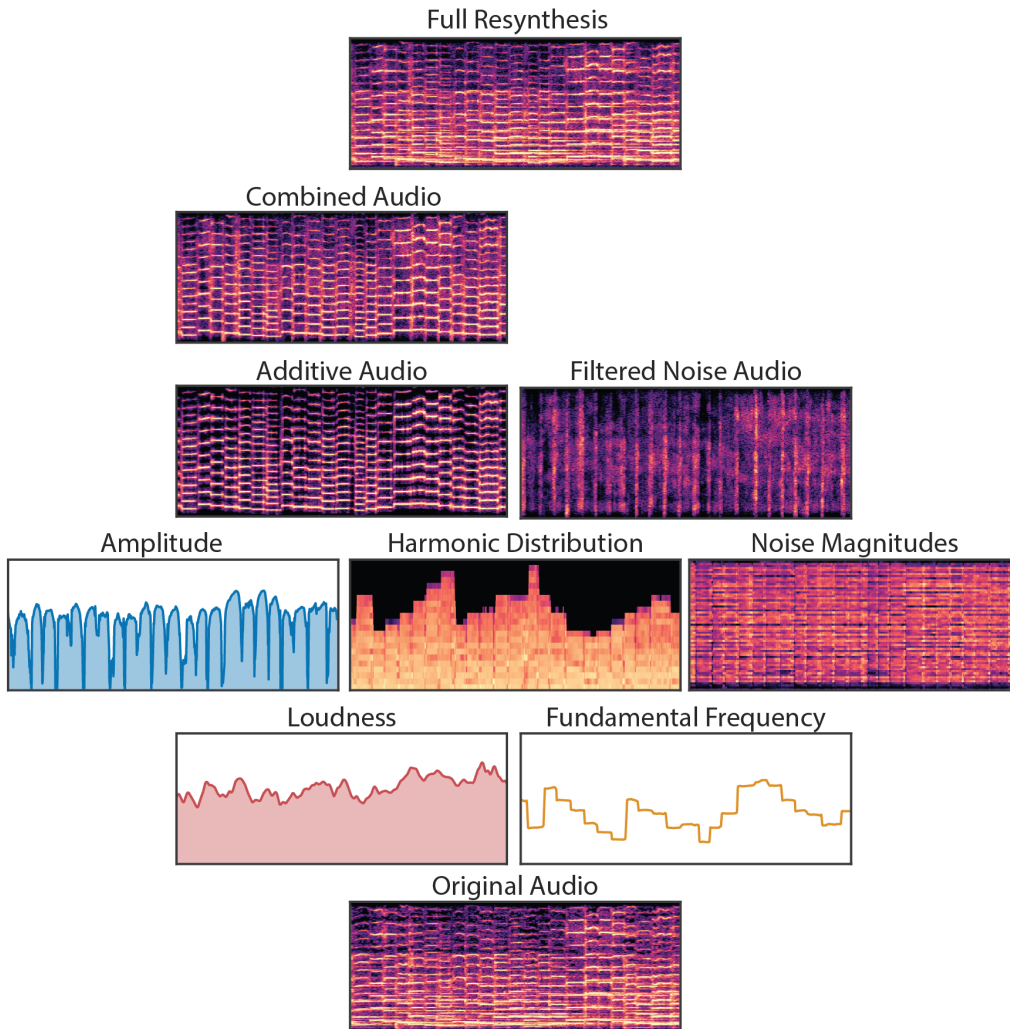 Full Resynthesis
Combined Audio
Additive Audio
Filtered Noise Audio
Amplitude
Harmonic Distribution
Noise Magnitudes
Loudness
Fundamental Frequency
Original Audio